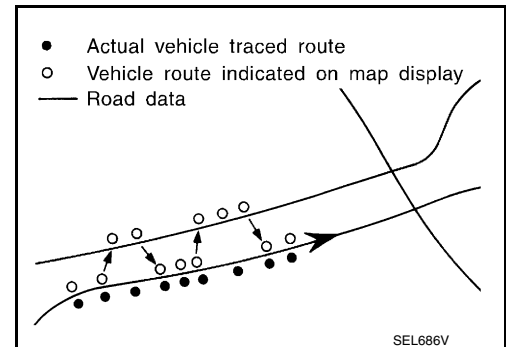 Actual vehicle traced route
Vehicle route indicated on map display
Road data
SEL686V